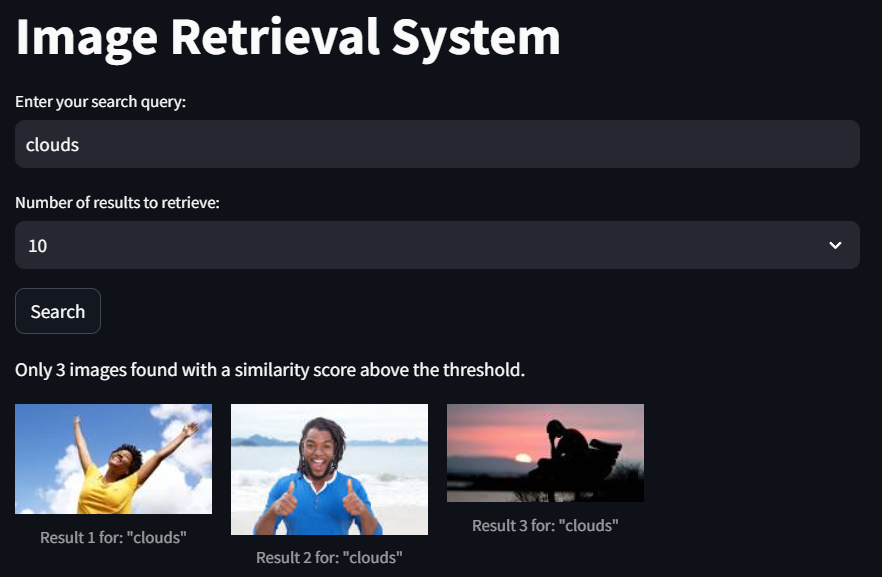 Image Retrieval System
Enter your search query:
clouds
Number of results to retrieve:
10
Search
Only 3 images found with a similarity score above the threshold.
Result 1 for: "clouds"
Result 2 for: "clouds"
Result 3 for: "clouds"